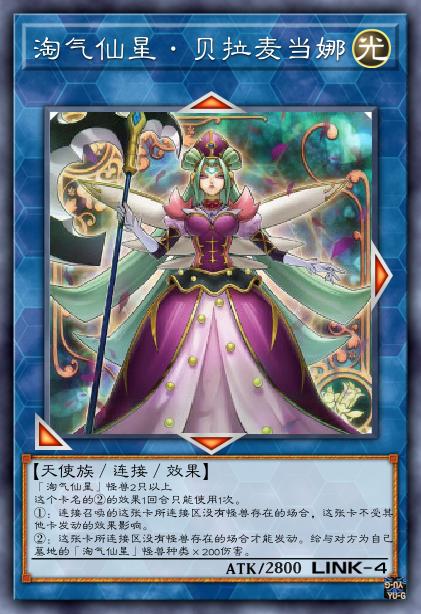 淘气仙星·贝拉麦当娜
光
【天使族／连接／效果】
「淘气仙星」怪兽2只以上
这个卡名的②的效果1回合只能使用1次。
①：连接召唤的这张卡所连接区没有怪兽存在的场合，这张卡不受其
他卡发动的效果影响。
②：这张卡所连接区没有怪兽存在的场合才能发动。给与对方为自己
墓地的「淘气仙星」怪兽种类×200伤害。
ATK/2800 LINK-4